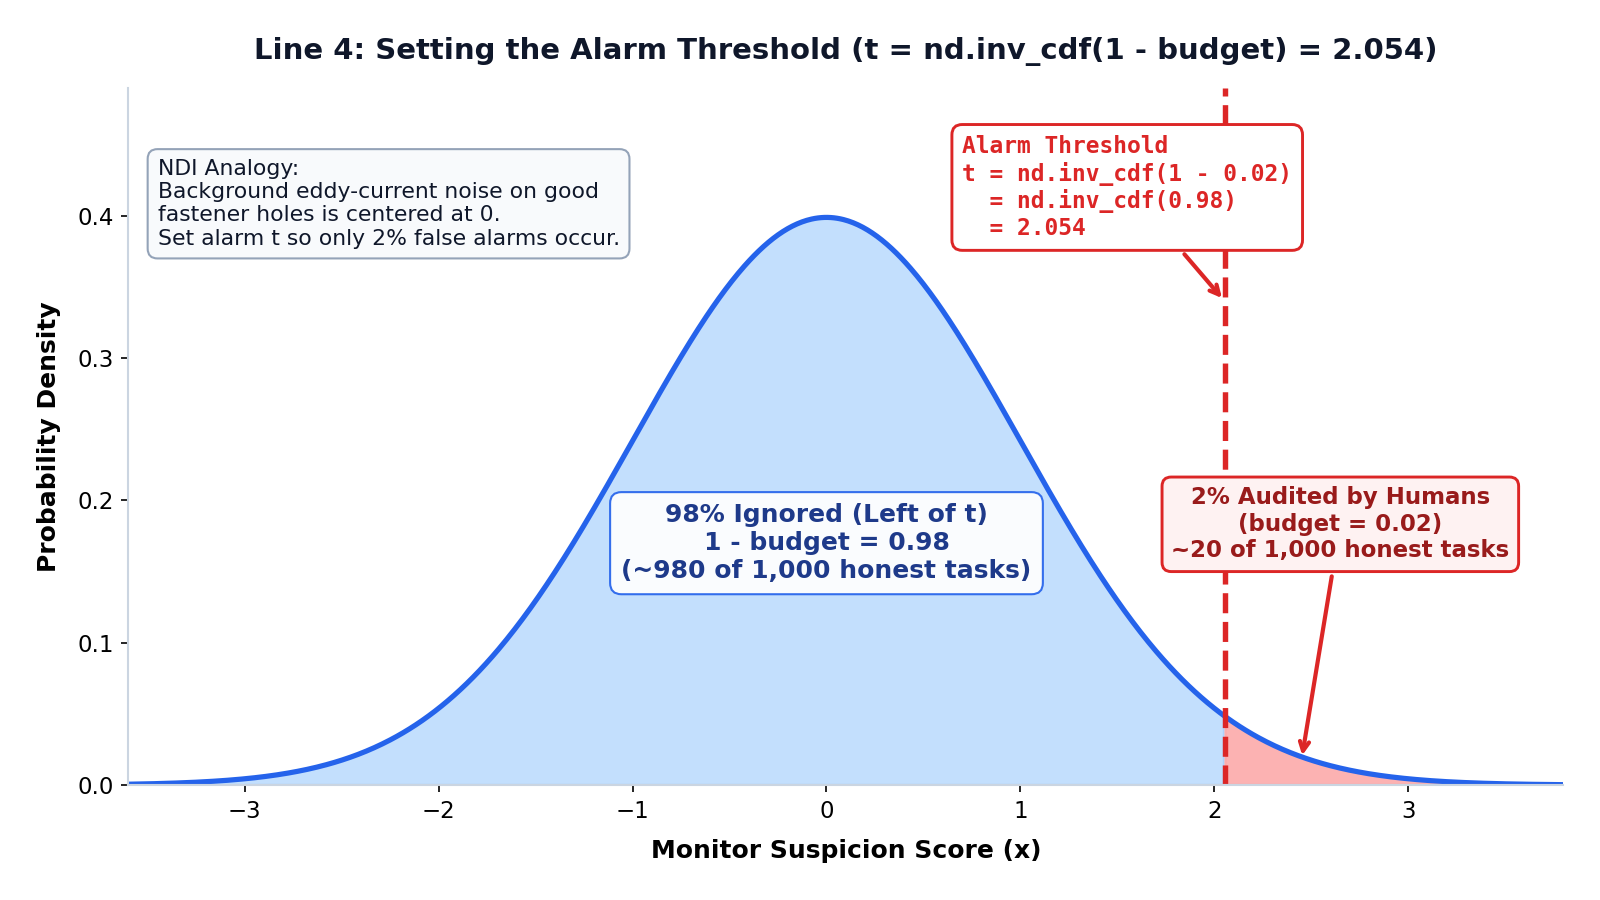 Line 4: Setting the Alarm Threshold (t = nd.inv_cdf(1 - budget) = 2.054)
NDI Analogy:
Background eddy-current noise on good
fastener holes is centered at 0.
Set alarm t so only 2% false alarms occur.
Alarm Threshold
t = nd.inv_cdf(1 - 0.02)
= nd.inv_cdf(0.98)
= 2.054
98% Ignored (Left of t)
1 - budget = 0.98
(~980 of 1,000 honest tasks)
2% Audited by Humans
(budget = 0.02)
~20 of 1,000 honest tasks
Probability Density
0.4
0.3
0.2
0.1
0.0
−3
−2
−1
0
1
2
3
Monitor Suspicion Score (x)